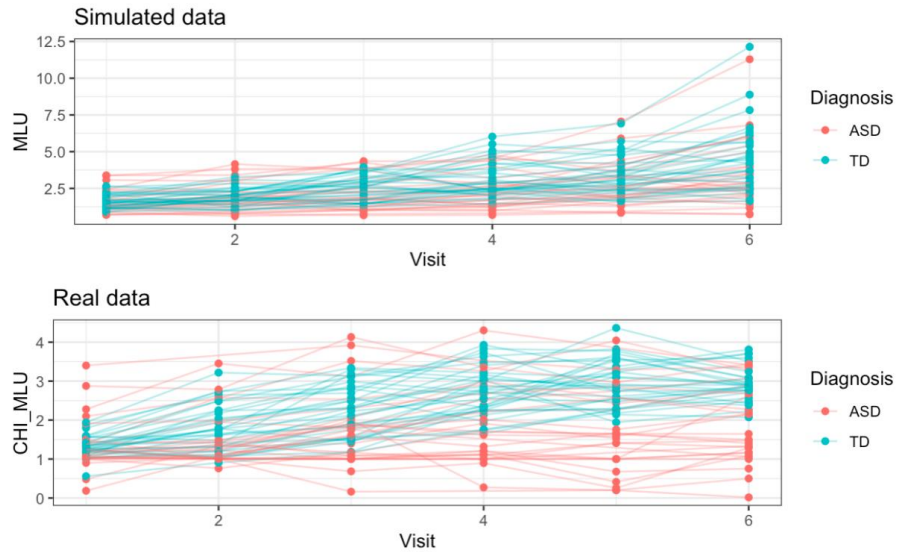 Simulated data
12.5
10.0
7.5
5.0
2.5
MLU
2 4 6
Visit
Diagnosis
ASD
TD
Real data
4
3
2
1
0
CHI_MLU
2 4 6
Visit
Diagnosis
ASD
TD